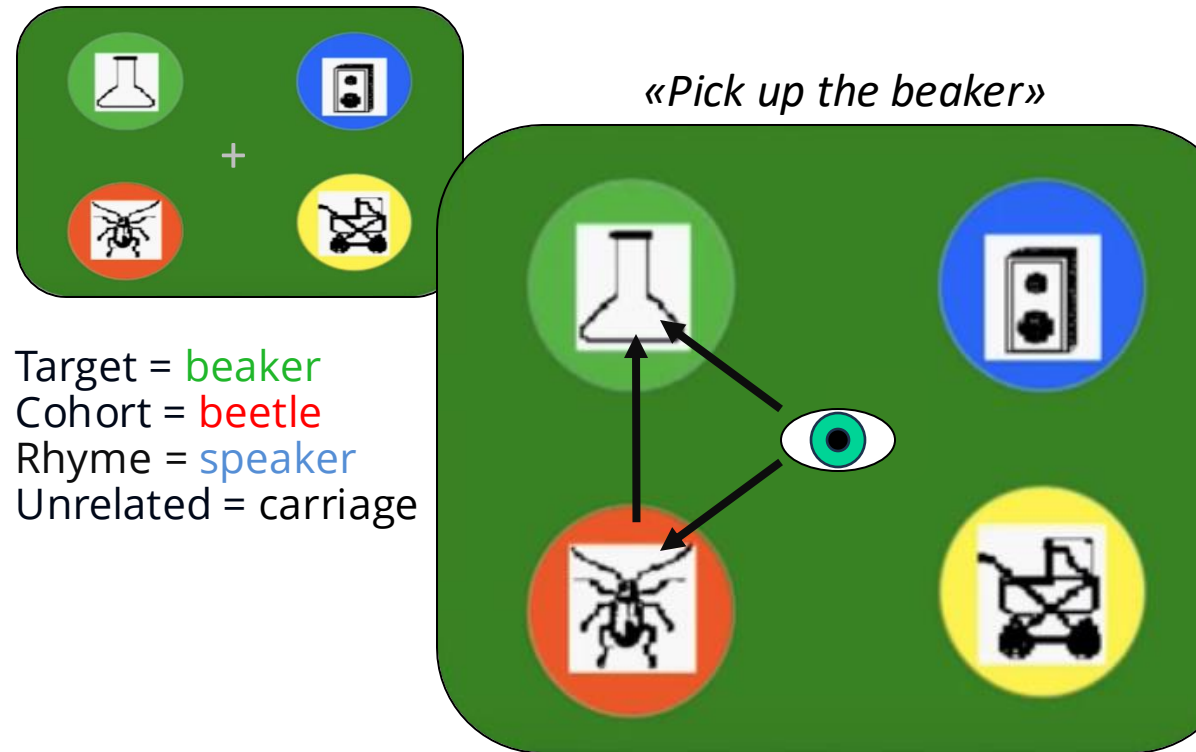 «Pick up the beaker»
Target = beaker
Cohort = beetle
Rhyme = speaker
Unrelated = carriage